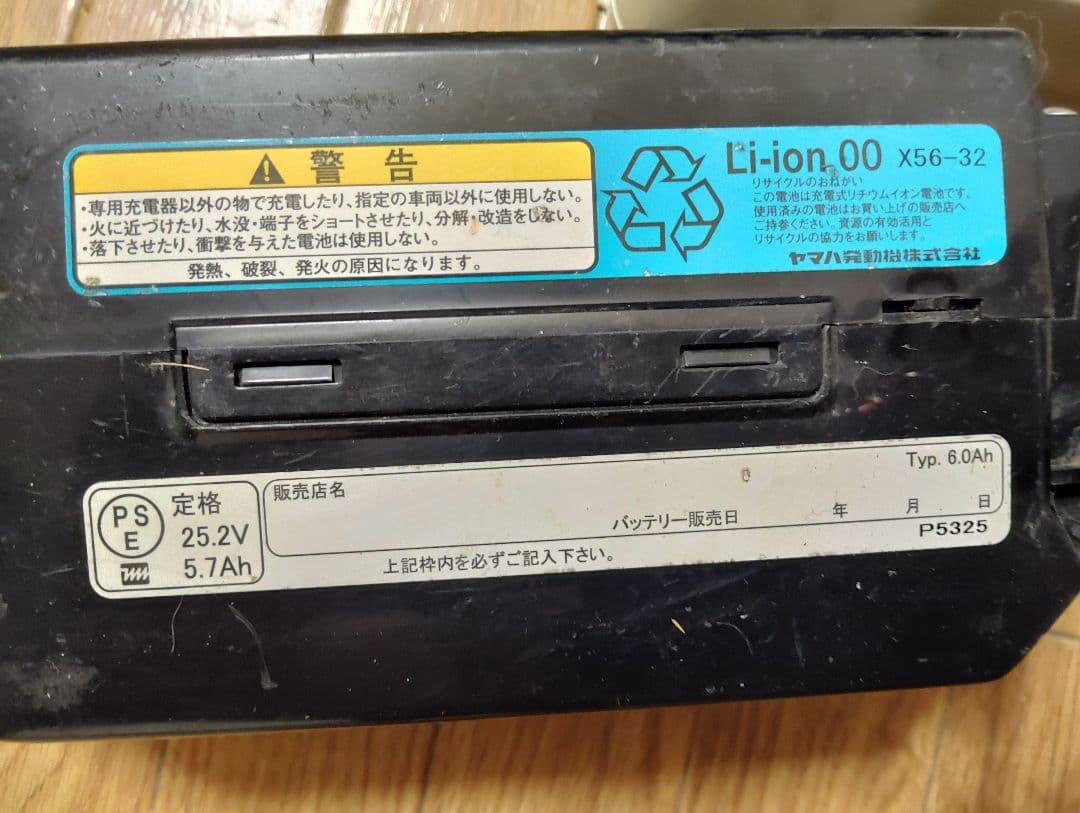 警 告
・専用充電器以外の物で充電したり、指定の車両以外に使用しない。
・火に近づけたり、水没・端子をショートさせたり、分解・改造をしない。
・落下させたり、衝撃を与えた電池は使用しない。
発熱、破裂、発火の原因になります。
Li-ion 00 X56-32
リサイクルのおねがい
この電池は充電式リチウムイオン電池です。
使用済みの電池はお買い上げの販売店へ
ご持参ください。資源の有効活用と
リサイクルの協力をお願いします。
ヤマハ発動機株式会社
PS
E
定格
25.2V
5.7Ah
販売店名
Typ. 6.0Ah
バッテリー販売日 年 月 日
上記枠内を必ずご記入下さい。
P5325